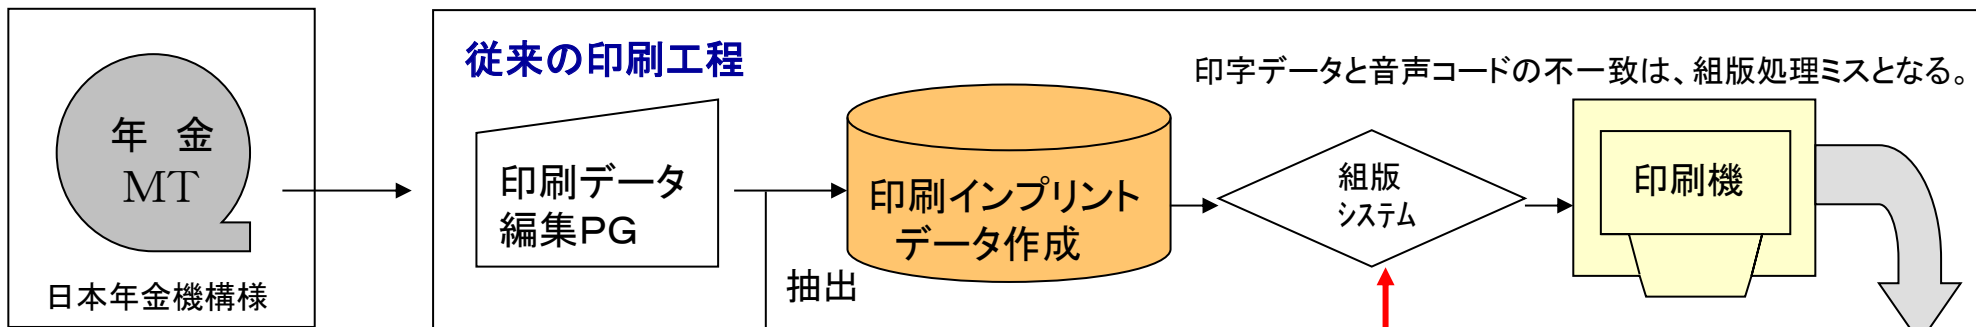 年 金
MT
日本年金機構様
従来の印刷工程
印字データと音声コードの不一致は、組版処理ミスとなる。
印刷データ
編集PG
抽出
印刷インプリント
データ作成
組版
システム
印刷機